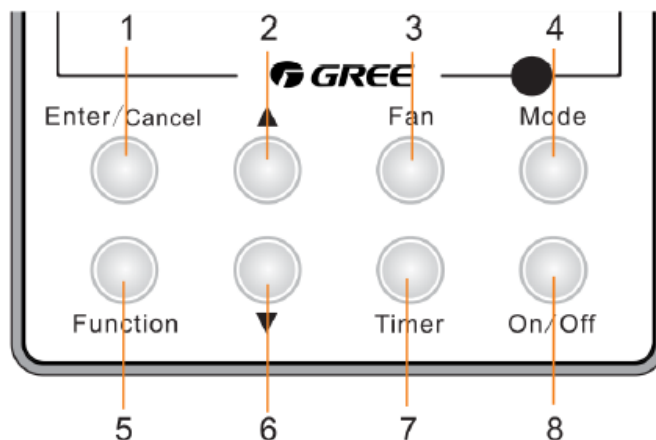 1 2 3 4
GREE
Enter/Cancel ▲ Fan Mode
Function ▼ Timer On/Off
5 6 7 8